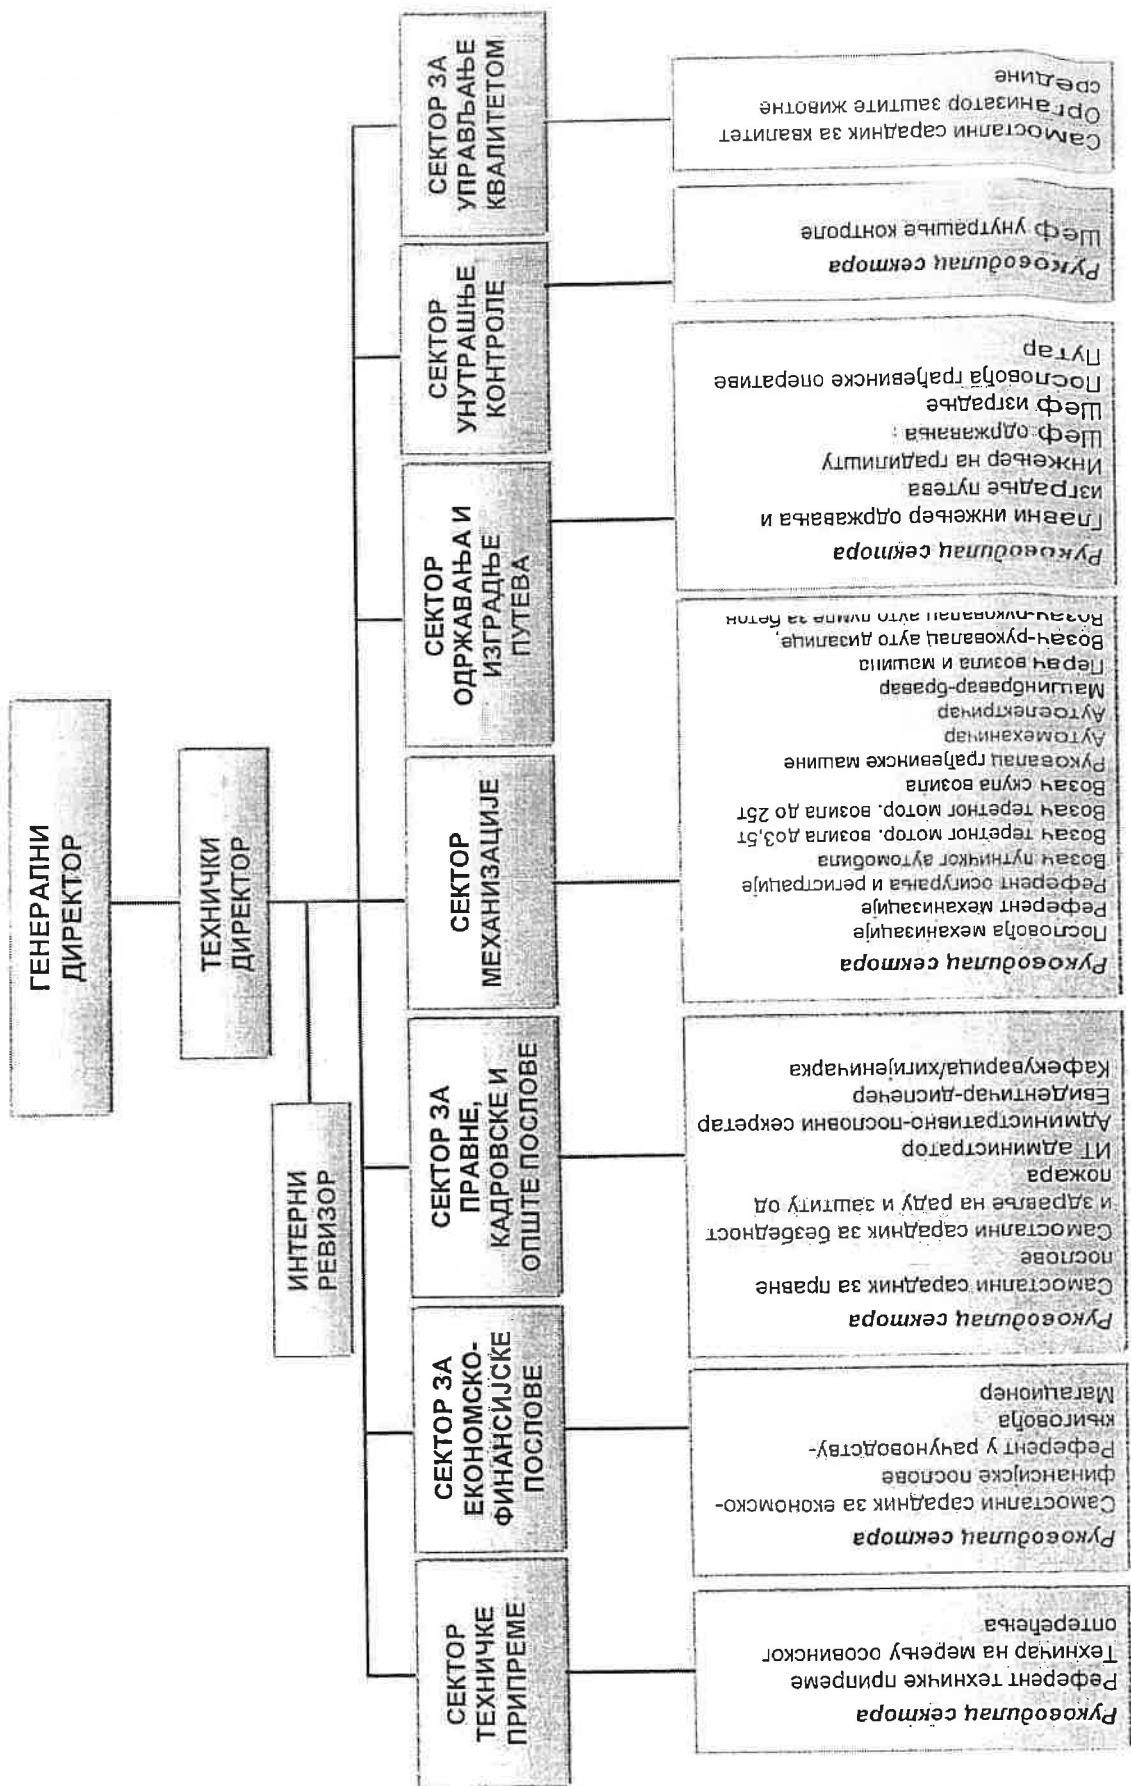 ГЕНЕРАЛНИ
ДИРЕКТОР
ТЕХНИЧКИ
ДИРЕКТОР
ИНТЕРНИ
РЕВИЗОР
СЕКТОР
ТЕХНИЧКЕ
ПРИПРЕМЕ
СЕКТОР ЗА
ЕКОНОМСКО-
ФИНАНСИЈСКЕ
ПОСЛОВЕ
СЕКТОР ЗА
ПРАВНЕ,
КАДРОВСКЕ И
ОПШТЕ ПОСЛОВЕ
СЕКТОР
МЕХАНИЗАЦИЈЕ
СЕКТОР
ОДРЖАВАЊА И
ИЗГРАДЊЕ
ПУТЕВА
СЕКТОР
УНУТРАШЊЕ
КОНТРОЛЕ
СЕКТОР ЗА
УПРАВЉАЊЕ
КВАЛИТЕТОМ
Руководилац сектора
Референт техничке припреме
Техничар на мерењу осовинског
оптерећења
Руководилац сектора
Самостални сарадник за економско-
финансијске послове
Референт у рачуноводству-
књиговођа
Магационер
Руководилац сектора
Самостални сарадник за правне
послове
Самостални сарадник за безбедност
и здравље на раду и заштиту од
пожара
ИТ администратор
Административно-пословни секретар
Евидентичар-диспечер
Кафекуварица/хигијеничарка
Руководилац сектора
Пословођа механизације
Референт механизације
Референт осигурања и регистрације
Возач путничког аутомобила
Возач теретног мотор. возила до3,5т
Возач теретног мотор. возила до 25т
Возач скупа возила
Руковалац грађевинске машине
Аутомеханичар
Аутоелектричар
Машинбравар-бравар
Перач возила и машина
Возач-руковалац ауто дизалице,
Возач-руковалац ауто пумпе за бетон
Руководилац сектора
Главни инжењер одржавања и
изградње путева
Инжењер на градилишту
Шеф одржавања :
Шеф изградње
Пословођа грађевинске оперативе
Путар
Руководилац сектора
Шеф унутрашње контроле
Самостални сарадник за квалитет
Организатор заштите животне
средине